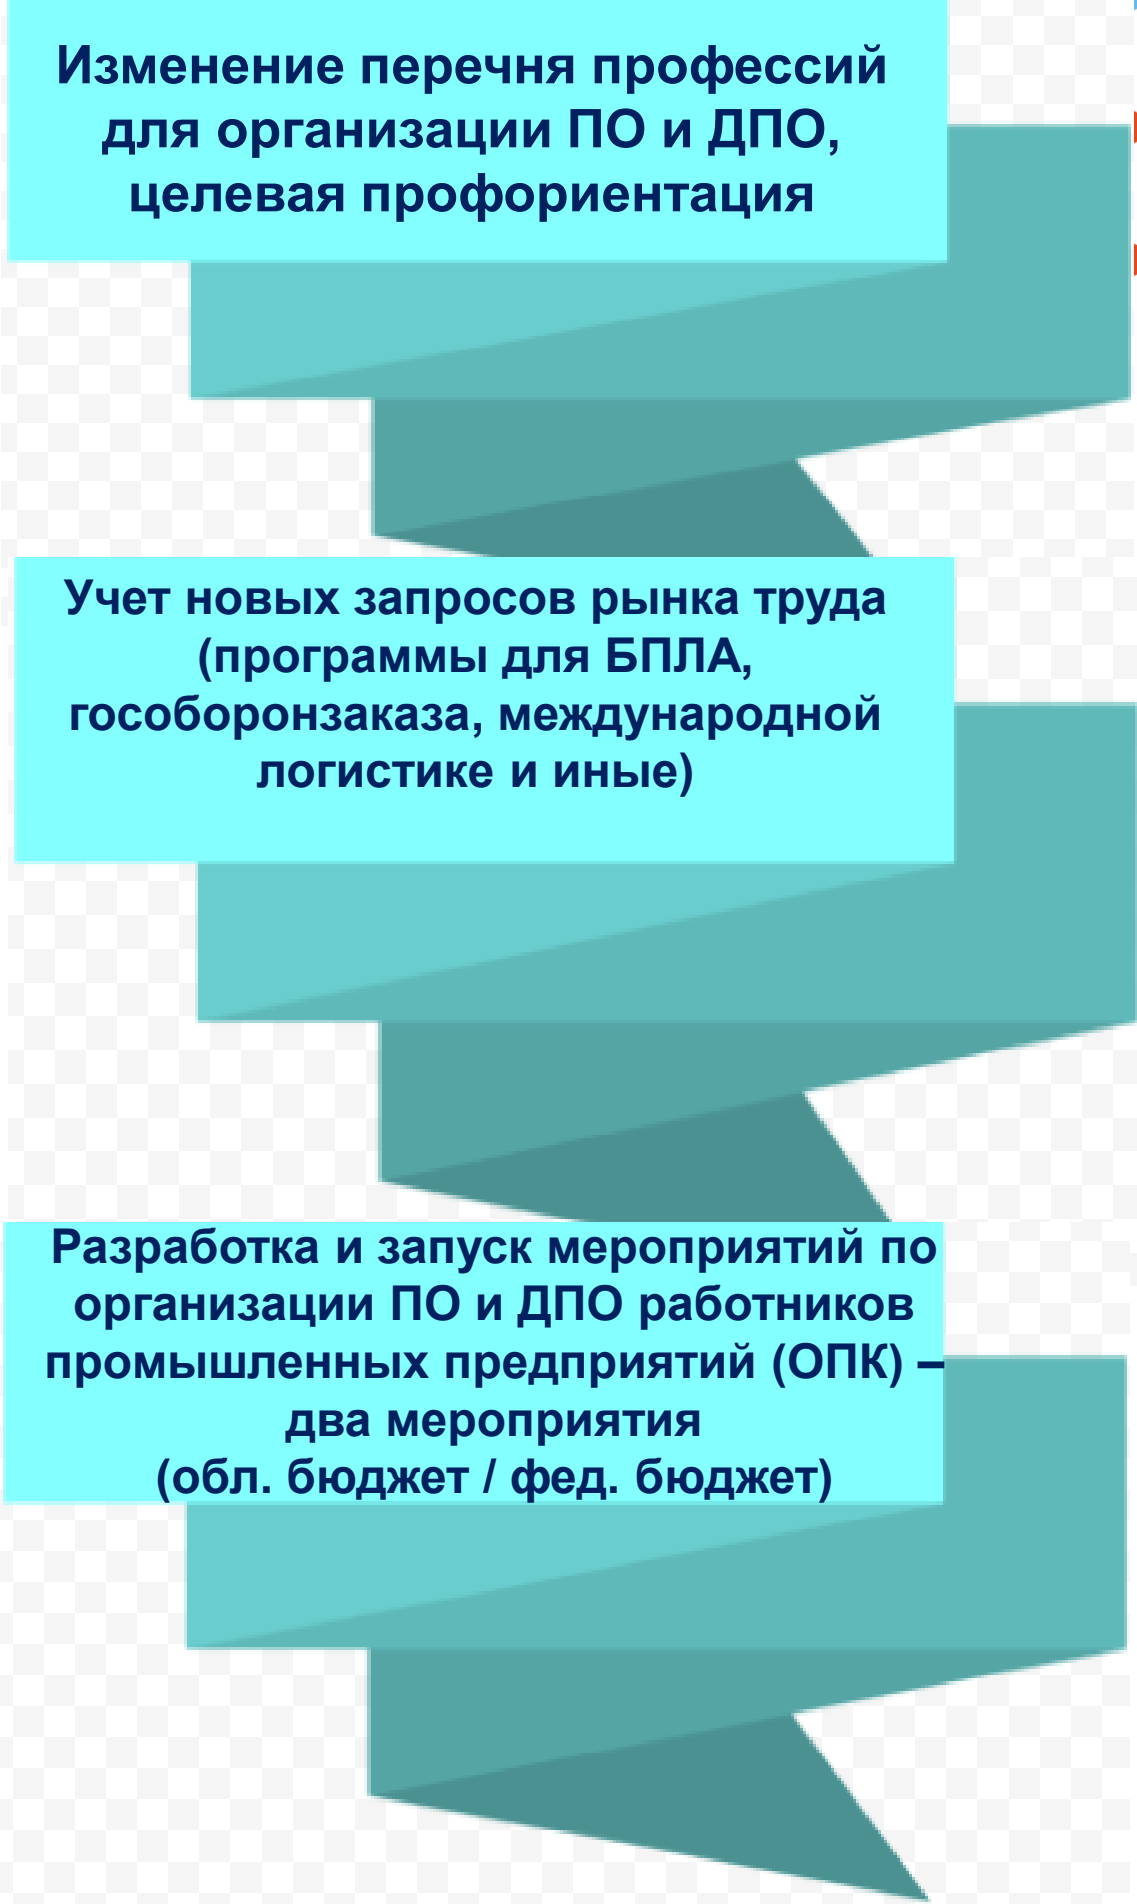 Изменение перечня профессий
для организации ПО и ДПО,
целевая профориентация
Учет новых запросов рынка труда
(программы для БПЛА,
гособоронзаказа, международной
логистике и иные)
Разработка и запуск мероприятий по
организации ПО и ДПО работников
промышленных предприятий (ОПК) –
два мероприятия
(обл. бюджет / фед. бюджет)